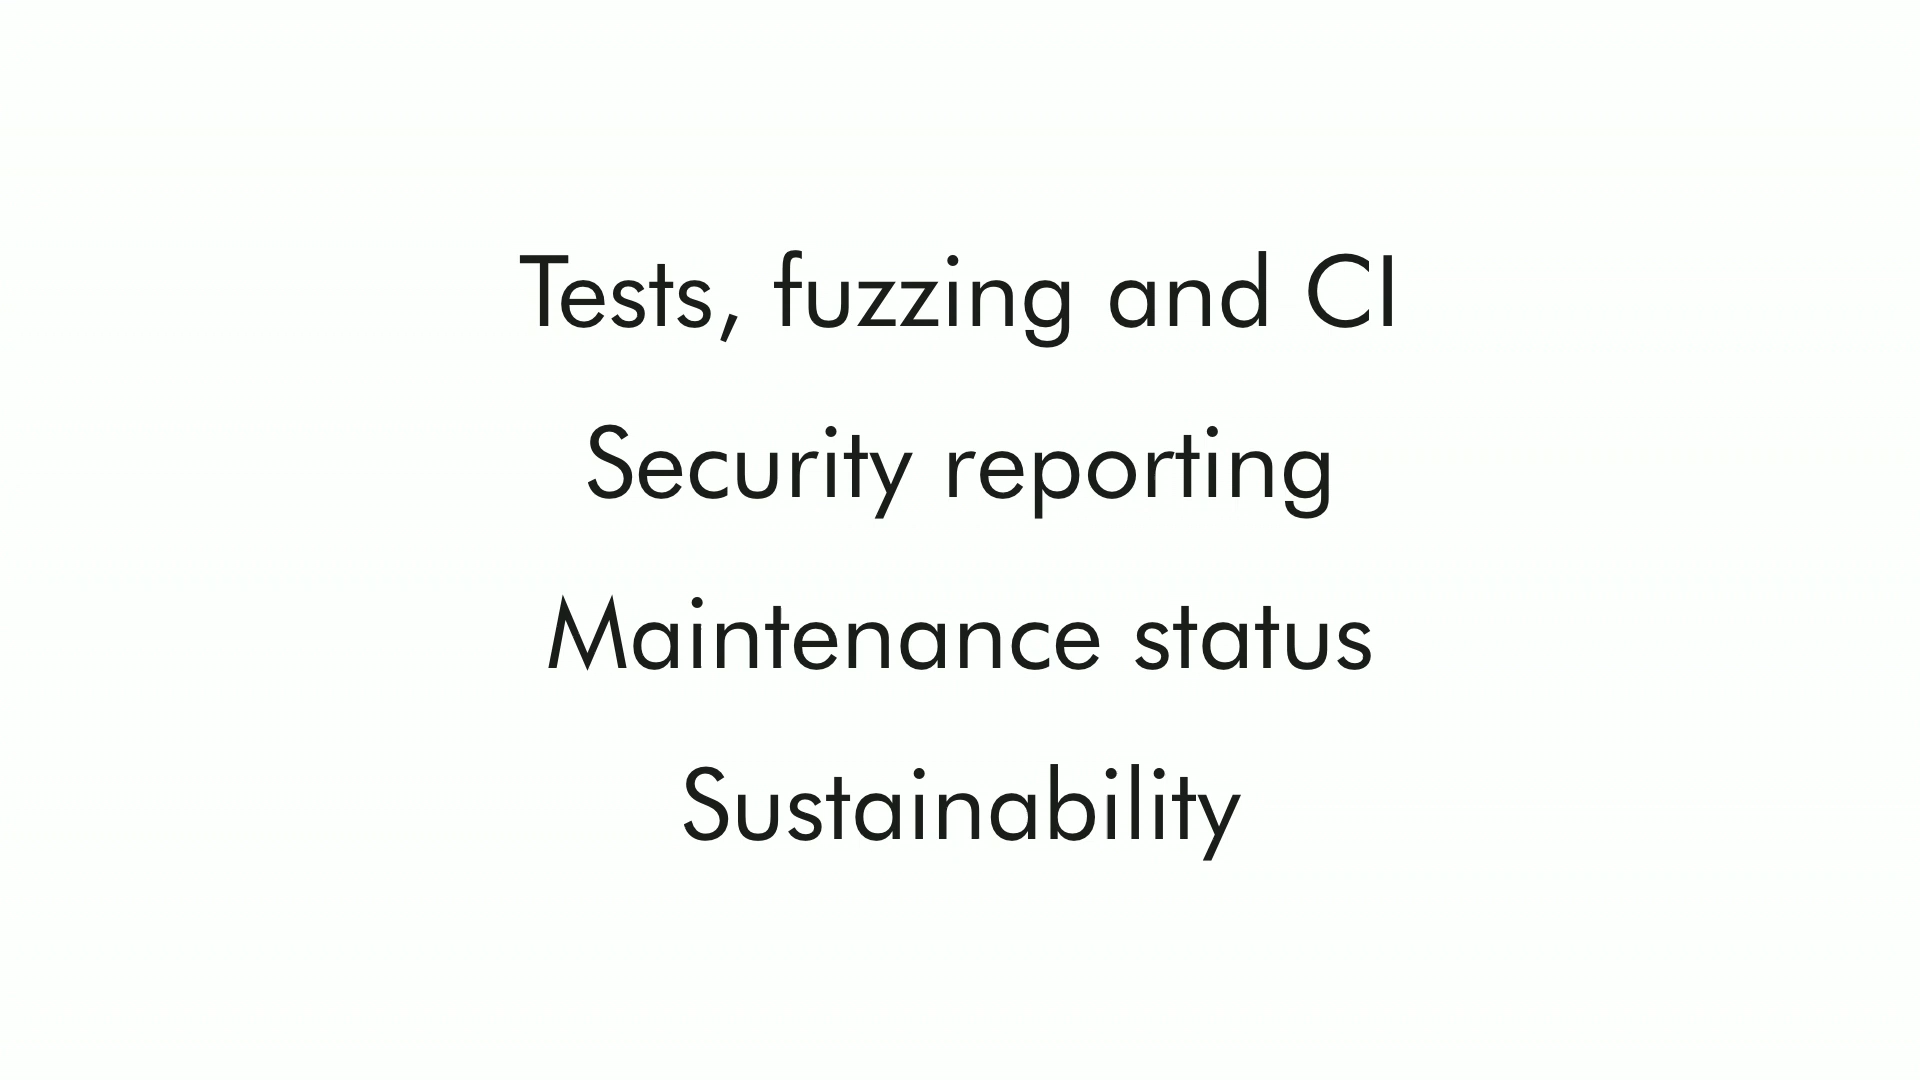 Tests, fuzzing and CI
Security reporting
Maintenance status
Sustainability